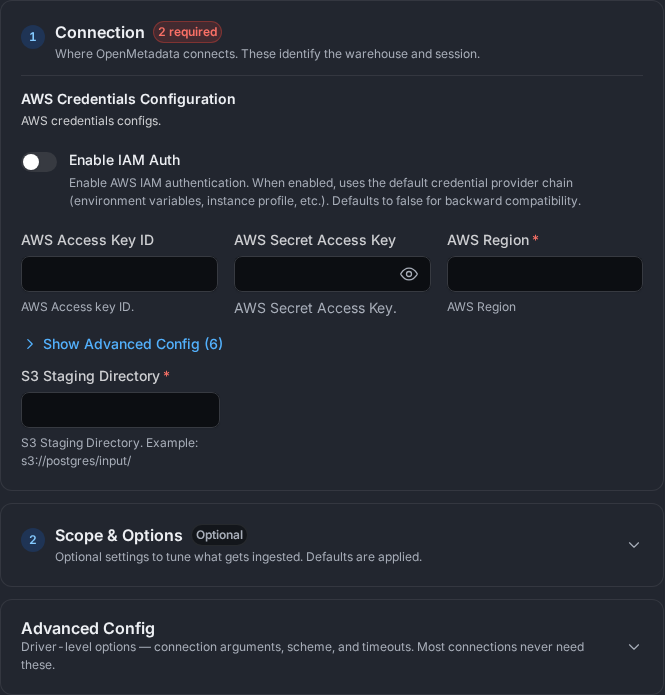 1
Connection
2 required
Where OpenMetadata connects. These identify the warehouse and session.
AWS Credentials Configuration
AWS credentials configs.
Enable IAM Auth
Enable AWS IAM authentication. When enabled, uses the default credential provider chain
(environment variables, instance profile, etc.). Defaults to false for backward compatibility.
AWS Access Key ID
AWS Secret Access Key
AWS Region *
AWS Access key ID.
AWS Secret Access Key.
AWS Region
Show Advanced Config (6)
S3 Staging Directory *
S3 Staging Directory. Example:
s3://postgres/input/
2
Scope & Options
Optional
Optional settings to tune what gets ingested. Defaults are applied.
Advanced Config
Driver-level options — connection arguments, scheme, and timeouts. Most connections never need
these.